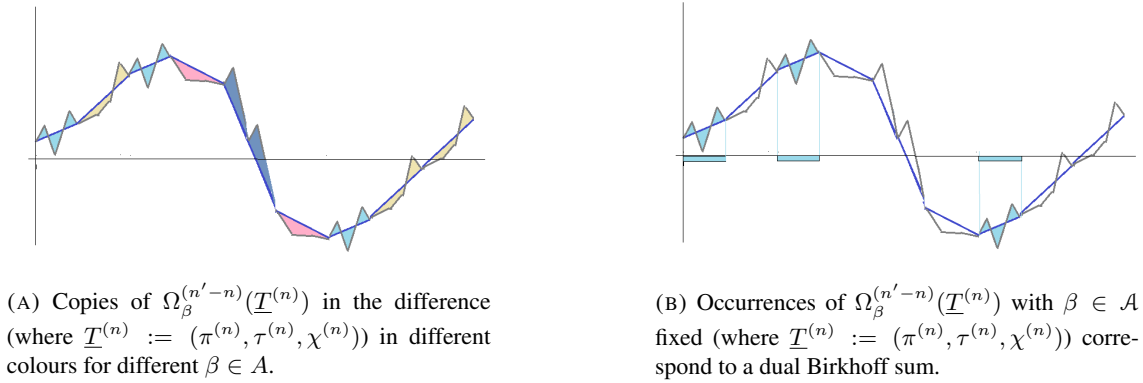 (A) Copies of Ω_β^{(n′−n)}(T̲^{(n)}) in the difference
(where T̲^{(n)} := (π^{(n)}, τ^{(n)}, χ^{(n)})) in different
colours for different β ∈ A.
(B) Occurrences of Ω_β^{(n′−n)}(T̲^{(n)}) with β ∈ 𝒜
fixed (where T̲^{(n)} := (π^{(n)}, τ^{(n)}, χ^{(n)})) corre-
spond to a dual Birkhoff sum.